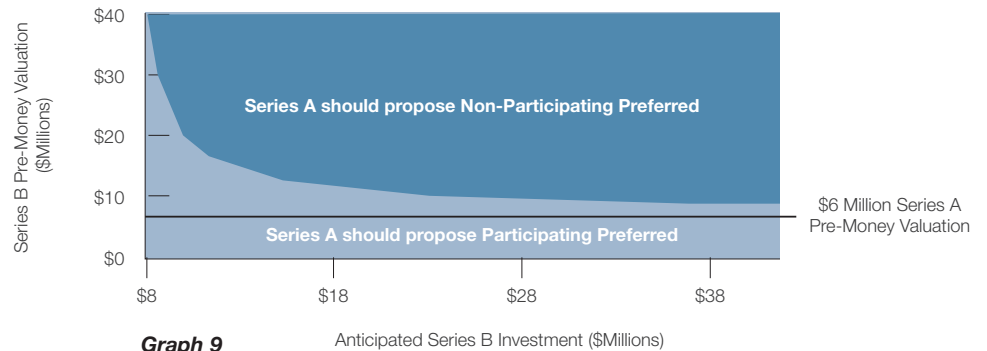 Series B Pre-Money Valuation
($Millions)
$40
$30
$20
$10
$0
Series A should propose Non-Participating Preferred
Series A should propose Participating Preferred
$6 Million Series A
Pre-Money Valuation
$8
$18
$28
$38
Graph 9
Anticipated Series B Investment ($Millions)